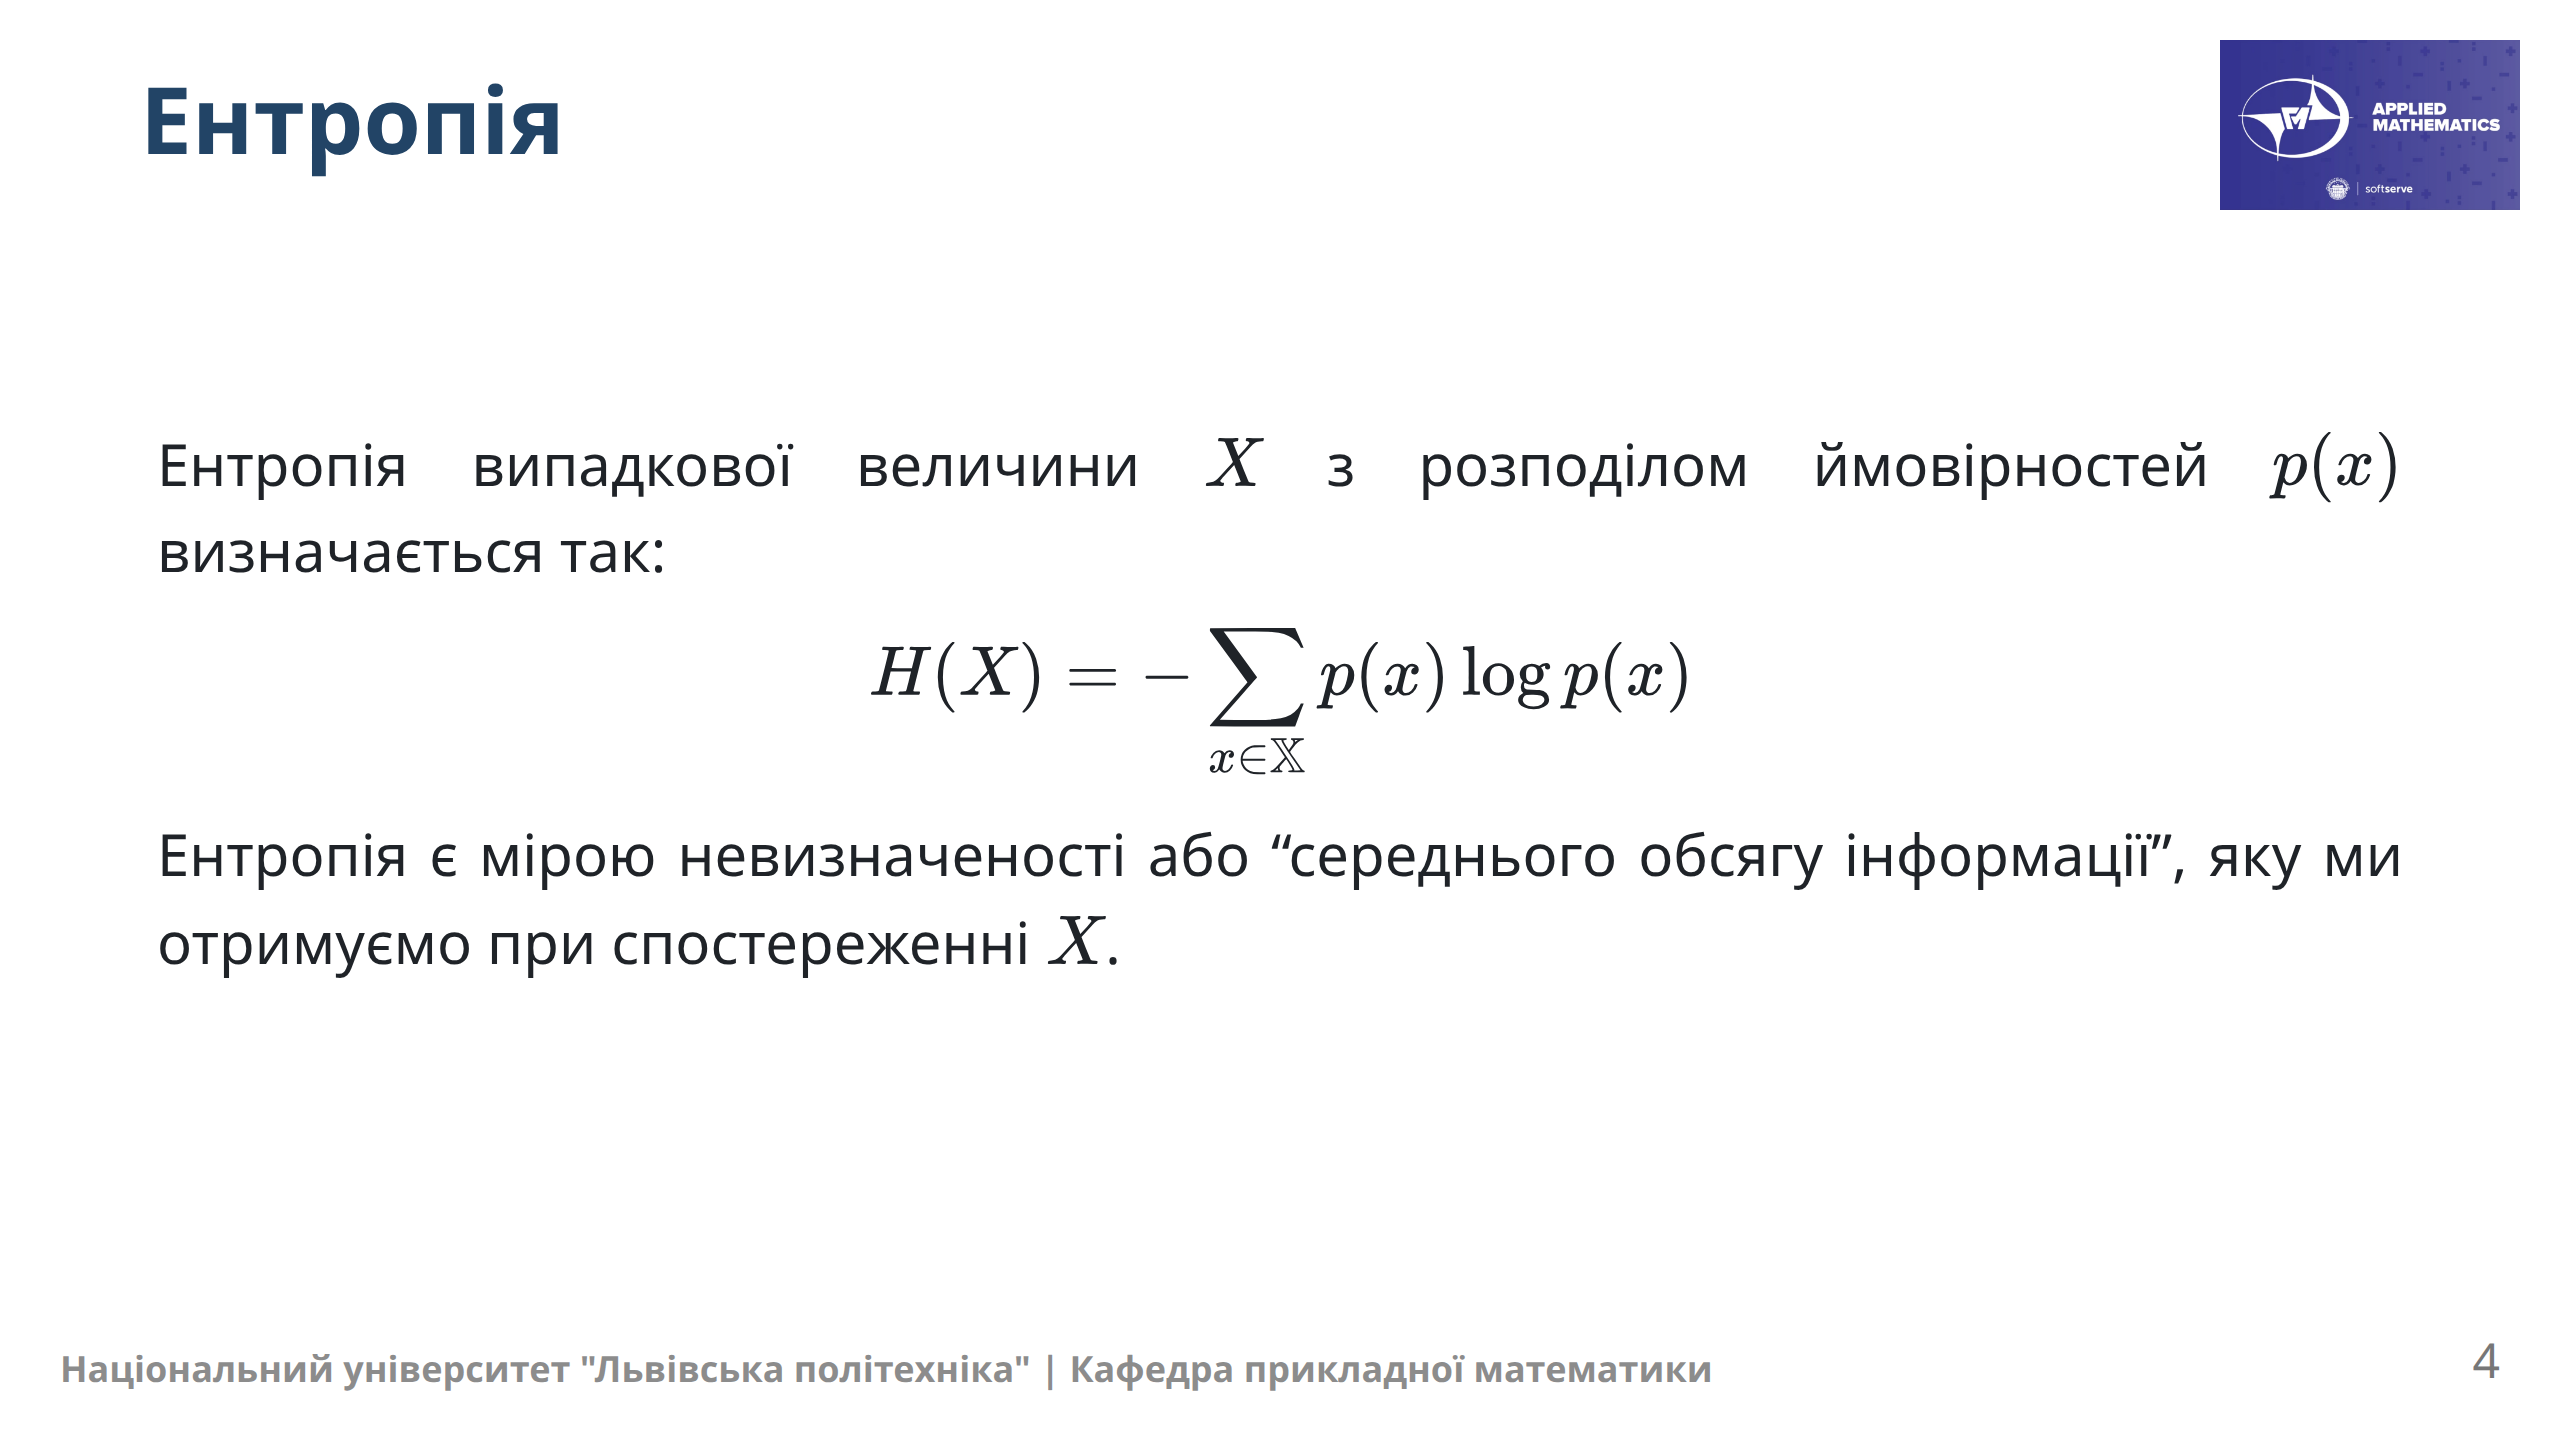 Ентропія
APPLIED
MATHEMATICS
softserve
Ентропія випадкової величини X з розподілом ймовірностей p(x)
визначається так:
H(X) = − ∑ p(x) log p(x)
x∈𝕏
Ентропія є мірою невизначеності або “середнього обсягу інформації”, яку ми
отримуємо при спостереженні X.
Національний університет "Львівська політехніка" | Кафедра прикладної математики
4